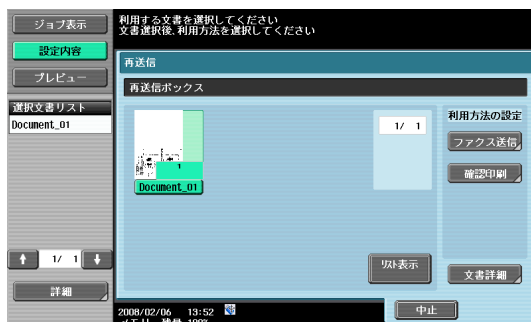 ジョブ表示
設定内容
プレビュー
選択文書リスト
Document_01
1/ 1
詳細
利用する文書を選択してください
文書選択後、利用方法を選択してください
再送信
再送信ボックス
1
Document_01
1/ 1
リスト表示
利用方法の設定
ファクス送信
確認印刷
文書詳細
2008/02/06 13:52
中止